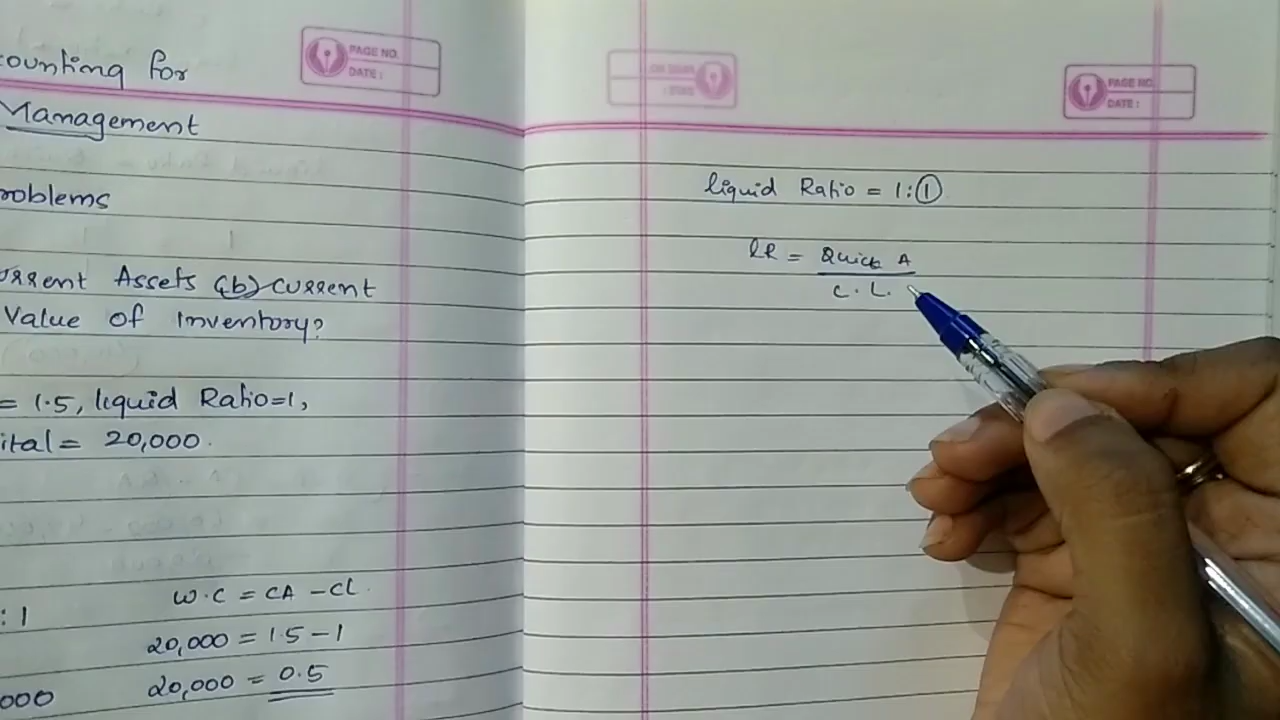 counting for
PAGE NO.
DATE :
Management
roblems
urrent Assets (b) current
Value of Inventory?
= 1.5, liquid Ratio=1,
ital = 20,000.
: 1
W.C = CA - CL.
20,000 = 1.5 - 1
000
20,000 = 0.5
PAGE NO.
DATE :
liquid Ratio = 1:1
LR = Quick A
C.L.